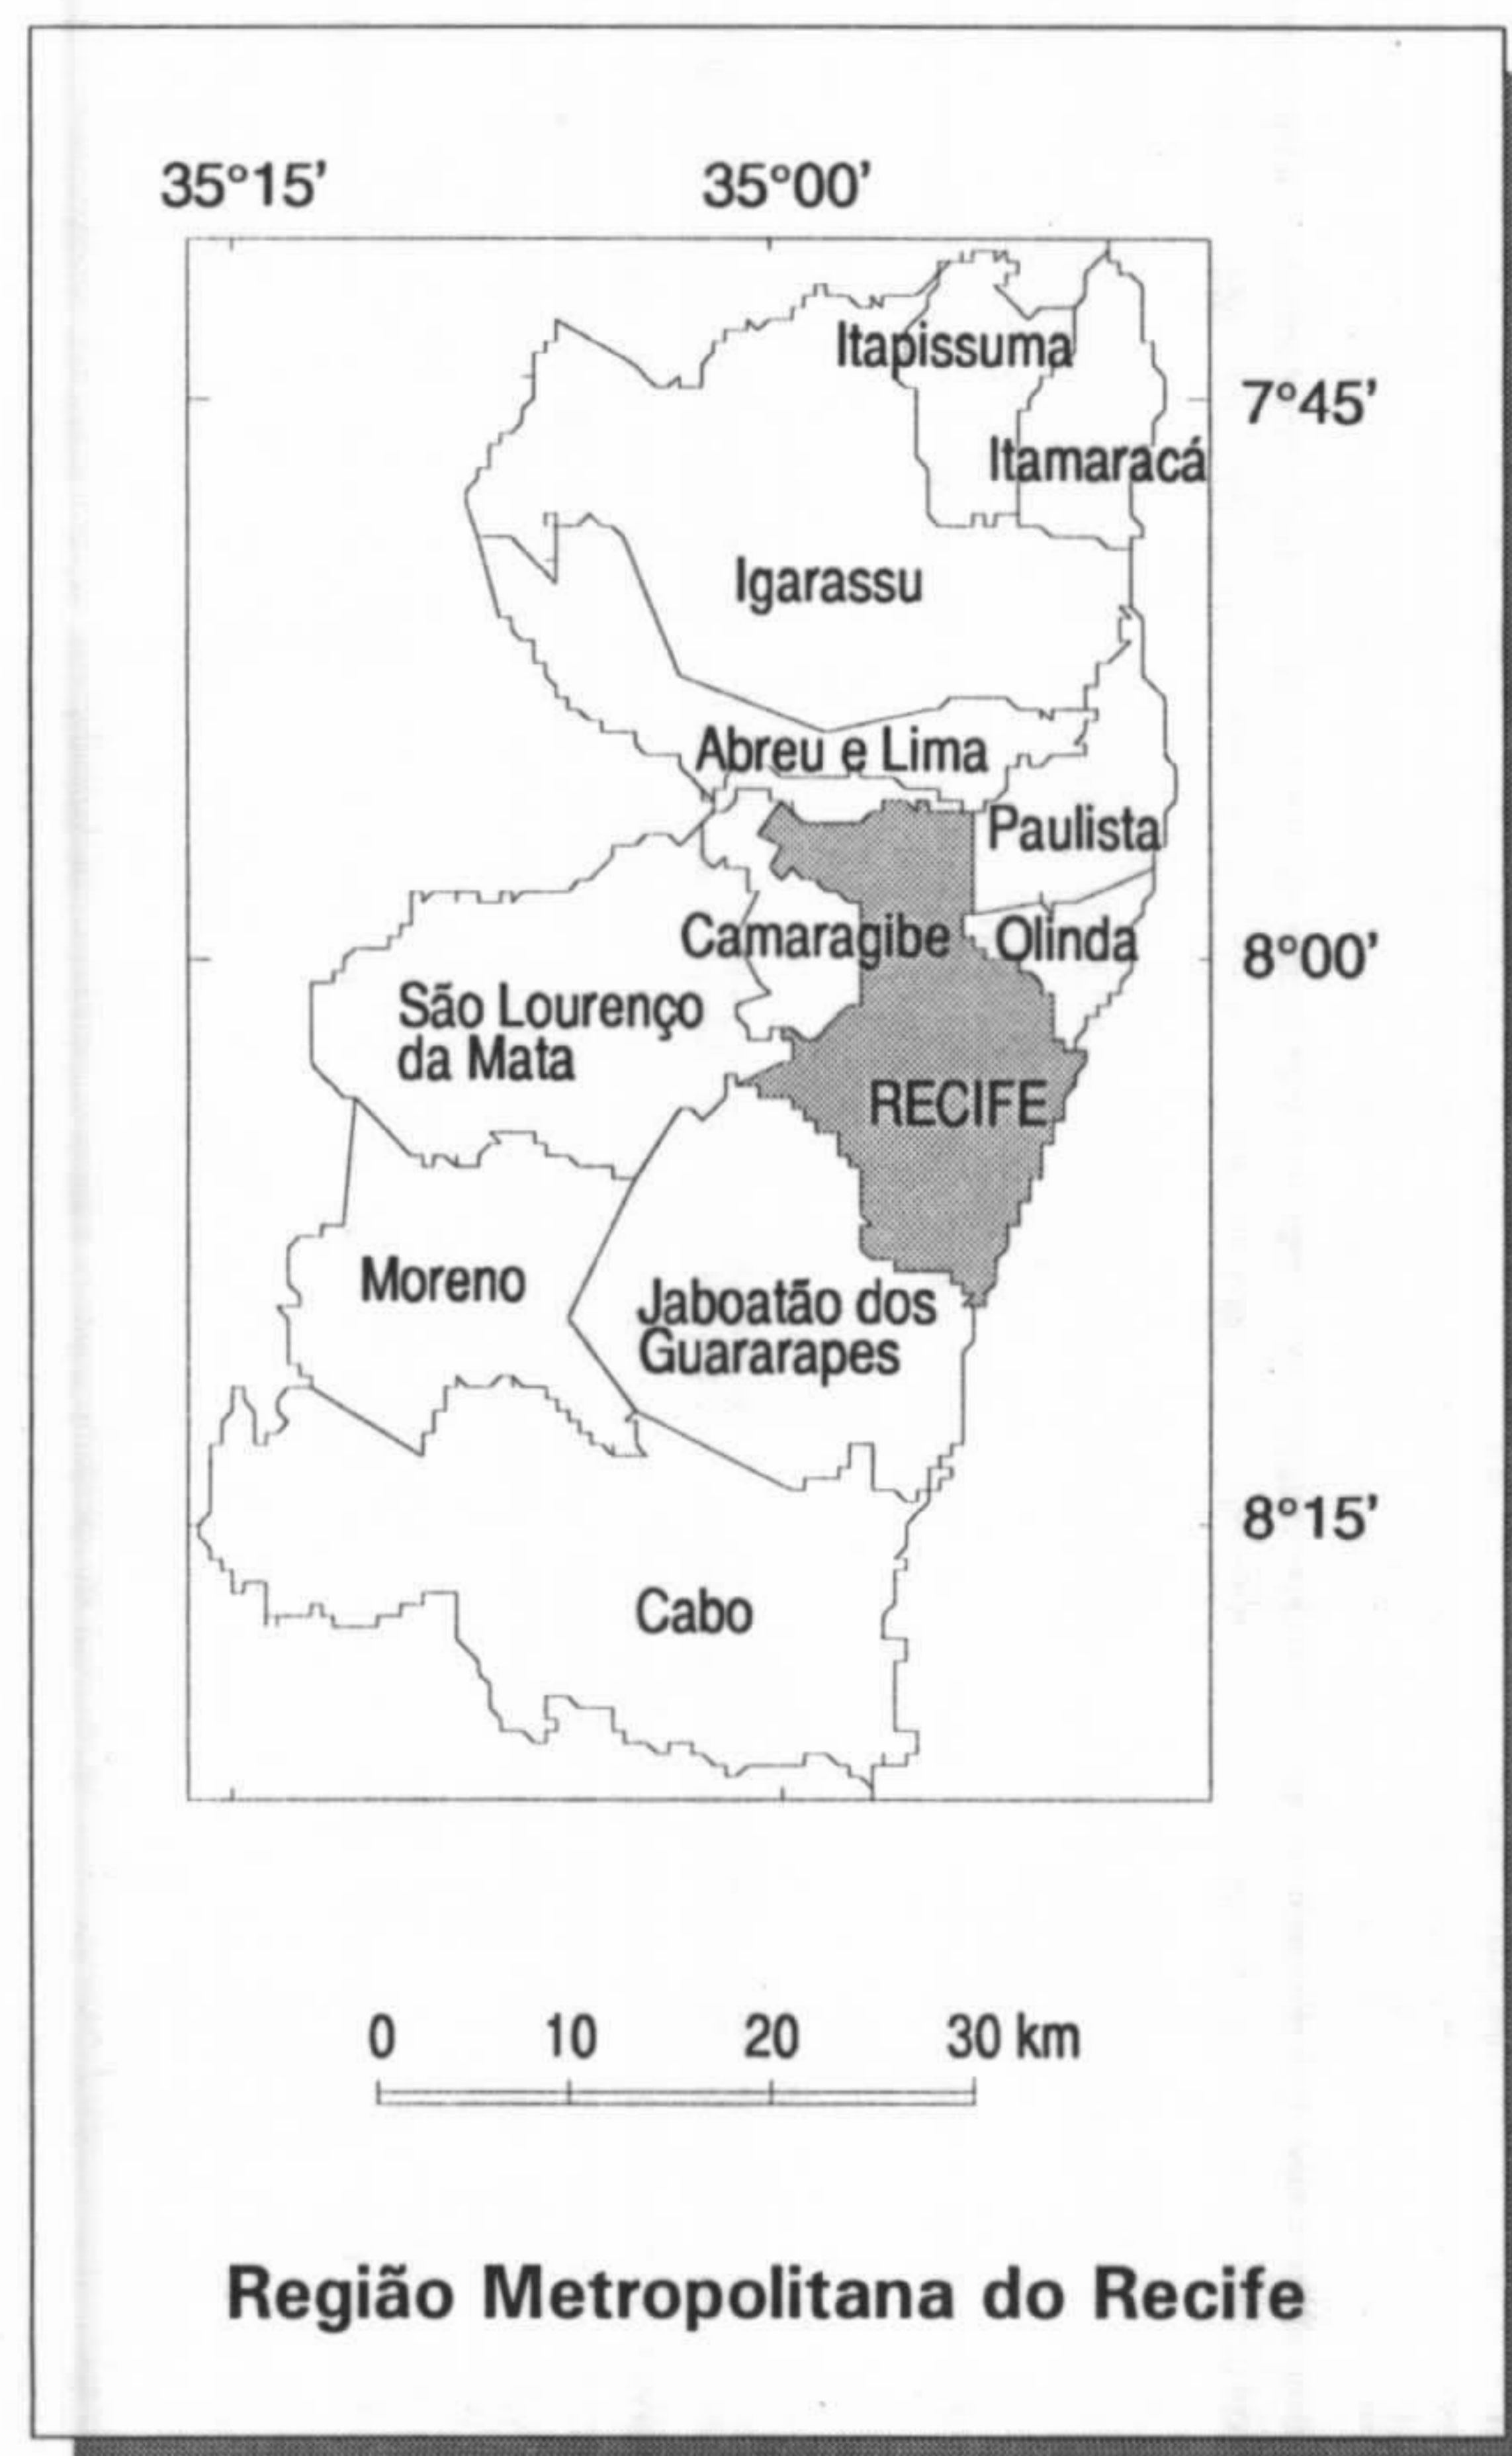 35°15' 35°00'
Itapissuma
7°45'
Itamaracá
Igarassu
Abreu e Lima
Paulista
Camaragibe Olinda
8°00'
São Lourenço
da Mata
RECIFE
Moreno
Jaboatão dos
Guararapes
8°15'
Cabo
0 10 20 30 km
Região Metropolitana do Recife